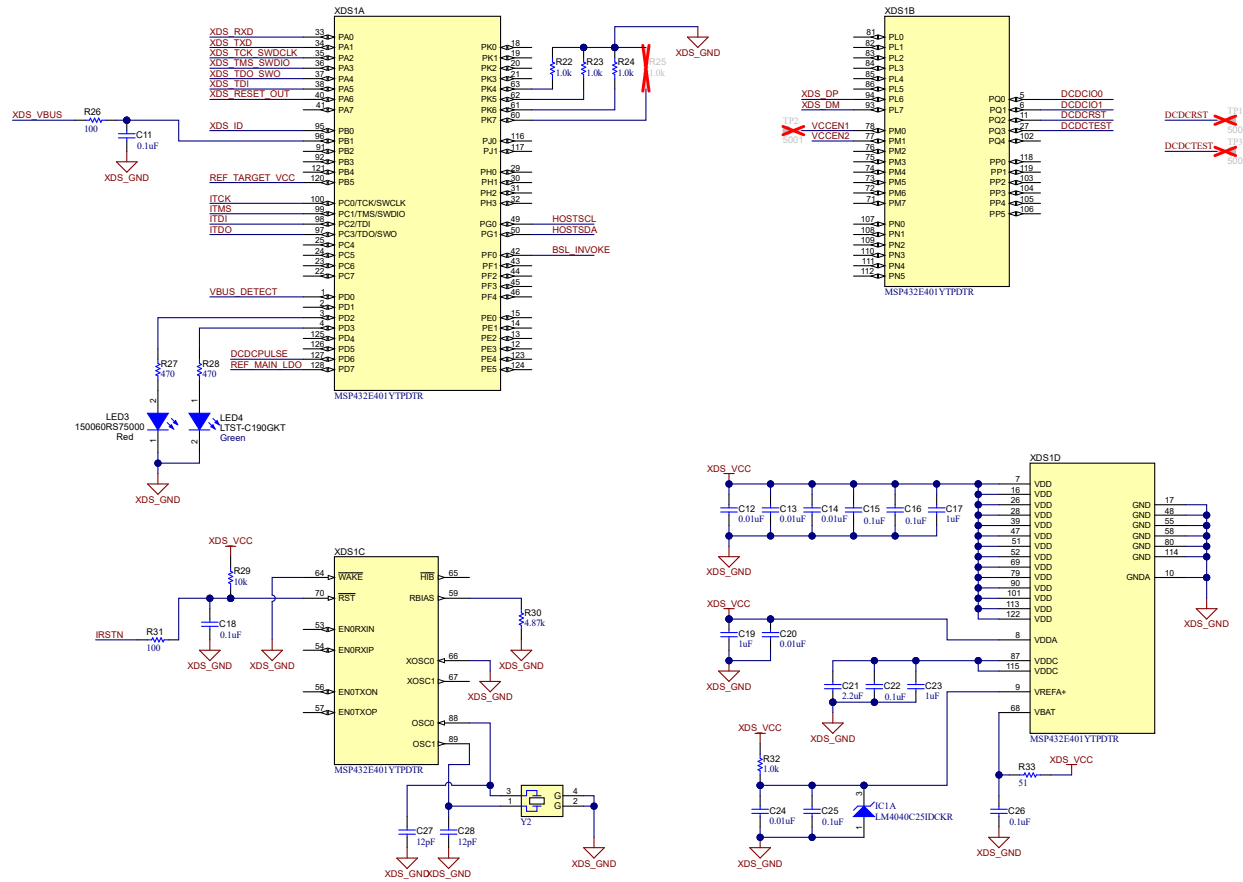 XDS1A
XDS_RXD 33 PA0
XDS_TXD 34 PA1
XDS_TCK_SWDCLK 35 PA2
XDS_TMS_SWDIO 36 PA3
XDS_TDO_SWO 37 PA4
XDS_TDI 38 PA5
XDS_RESET_OUT 40 PA6
41 PA7
XDS_ID 95 PB0
96 PB1
91 PB2
92 PB3
121 PB4
REF_TARGET_VCC 120 PB5
ITCK 100 PC0/TCK/SWCLK
ITMS 99 PC1/TMS/SWDIO
ITDI 98 PC2/TDI
ITDO 97 PC3/TDO/SWO
25 PC4
24 PC5
23 PC6
22 PC7
VBUS_DETECT 1 PD0
2 PD1
3 PD2
4 PD3
125 PD4
126 PD5
DCDCPULSE 127 PD6
REF_MAIN_LDO 128 PD7
PK0 18
PK1 19
PK2 20
PK3 21
PK4 63
PK5 62
PK6 61
PK7 60
PJ0 116
PJ1 117
PH0 29
PH1 30
PH2 31
PH3 32
PG0 49 HOSTSCL
PG1 50 HOSTSDA
PF0 42 BSL_INVOKE
PF1 43
PF2 44
PF3 45
PF4 46
PE0 15
PE1 14
PE2 13
PE3 12
PE4 123
PE5 124
MSP432E401YTPDTR
R22
1.0k
R23
1.0k
R24
1.0k
R25
1.0k
XDS_GND
XDS_VBUS
R26
100
C11
0.1uF
XDS_GND
R27
470
R28
470
2
1
1
2
LED3
150060RS75000
Red
LED4
LTST-C190GKT
Green
XDS_GND
XDS1B
81 PL0
82 PL1
83 PL2
84 PL3
85 PL4
86 PL5
XDS_DP 94 PL6
XDS_DM 93 PL7
VCCEN1 78 PM0
VCCEN2 77 PM1
76 PM2
75 PM3
74 PM4
73 PM5
72 PM6
71 PM7
107 PN0
108 PN1
109 PN2
110 PN3
111 PN4
112 PN5
PQ0 5 DCDCIO0
PQ1 6 DCDCIO1
PQ2 11 DCDCRST
PQ3 27 DCDCTEST
PQ4 102
PP0 118
PP1 119
PP2 103
PP3 104
PP4 105
PP5 106
MSP432E401YTPDTR
TP2
5001
DCDCRST
TP1
500
DCDCTEST
TP3
500
XDS1C
64 WAKE
70 RST
53 EN0RXIN
54 EN0RXIP
56 EN0TXON
57 EN0TXOP
HIB 65
RBIAS 59
XOSC0 66
XOSC1 67
OSC0 88
OSC1 89
MSP432E401YTPDTR
XDS_VCC
R29
10k
IRSTN
R31
100
C18
0.1uF
XDS_GND
XDS_GND
R30
4.87k
XDS_GND
XDS_GND
3
1
G 4
G 2
Y2
C27
12pF
C28
12pF
XDS_GND
XDS_GND
XDS_GND
XDS1D
7 VDD
16 VDD
26 VDD
28 VDD
39 VDD
47 VDD
51 VDD
52 VDD
69 VDD
79 VDD
90 VDD
101 VDD
113 VDD
122 VDD
8 VDDA
87 VDDC
115 VDDC
9 VREFA+
68 VBAT
GND 17
GND 48
GND 55
GND 58
GND 80
GND 114
GNDA 10
MSP432E401YTPDTR
XDS_GND
XDS_VCC
C12
0.01uF
C13
0.01uF
C14
0.01uF
C15
0.1uF
C16
0.1uF
C17
1uF
XDS_GND
XDS_VCC
C19
1uF
C20
0.01uF
XDS_GND
C21
2.2uF
C22
0.1uF
C23
1uF
XDS_GND
XDS_VCC
R32
1.0k
C24
0.01uF
C25
0.1uF
3
1
IC1A
LM4040C25IDCKR
XDS_GND
R33
51
XDS_VCC
C26
0.1uF
XDS_GND